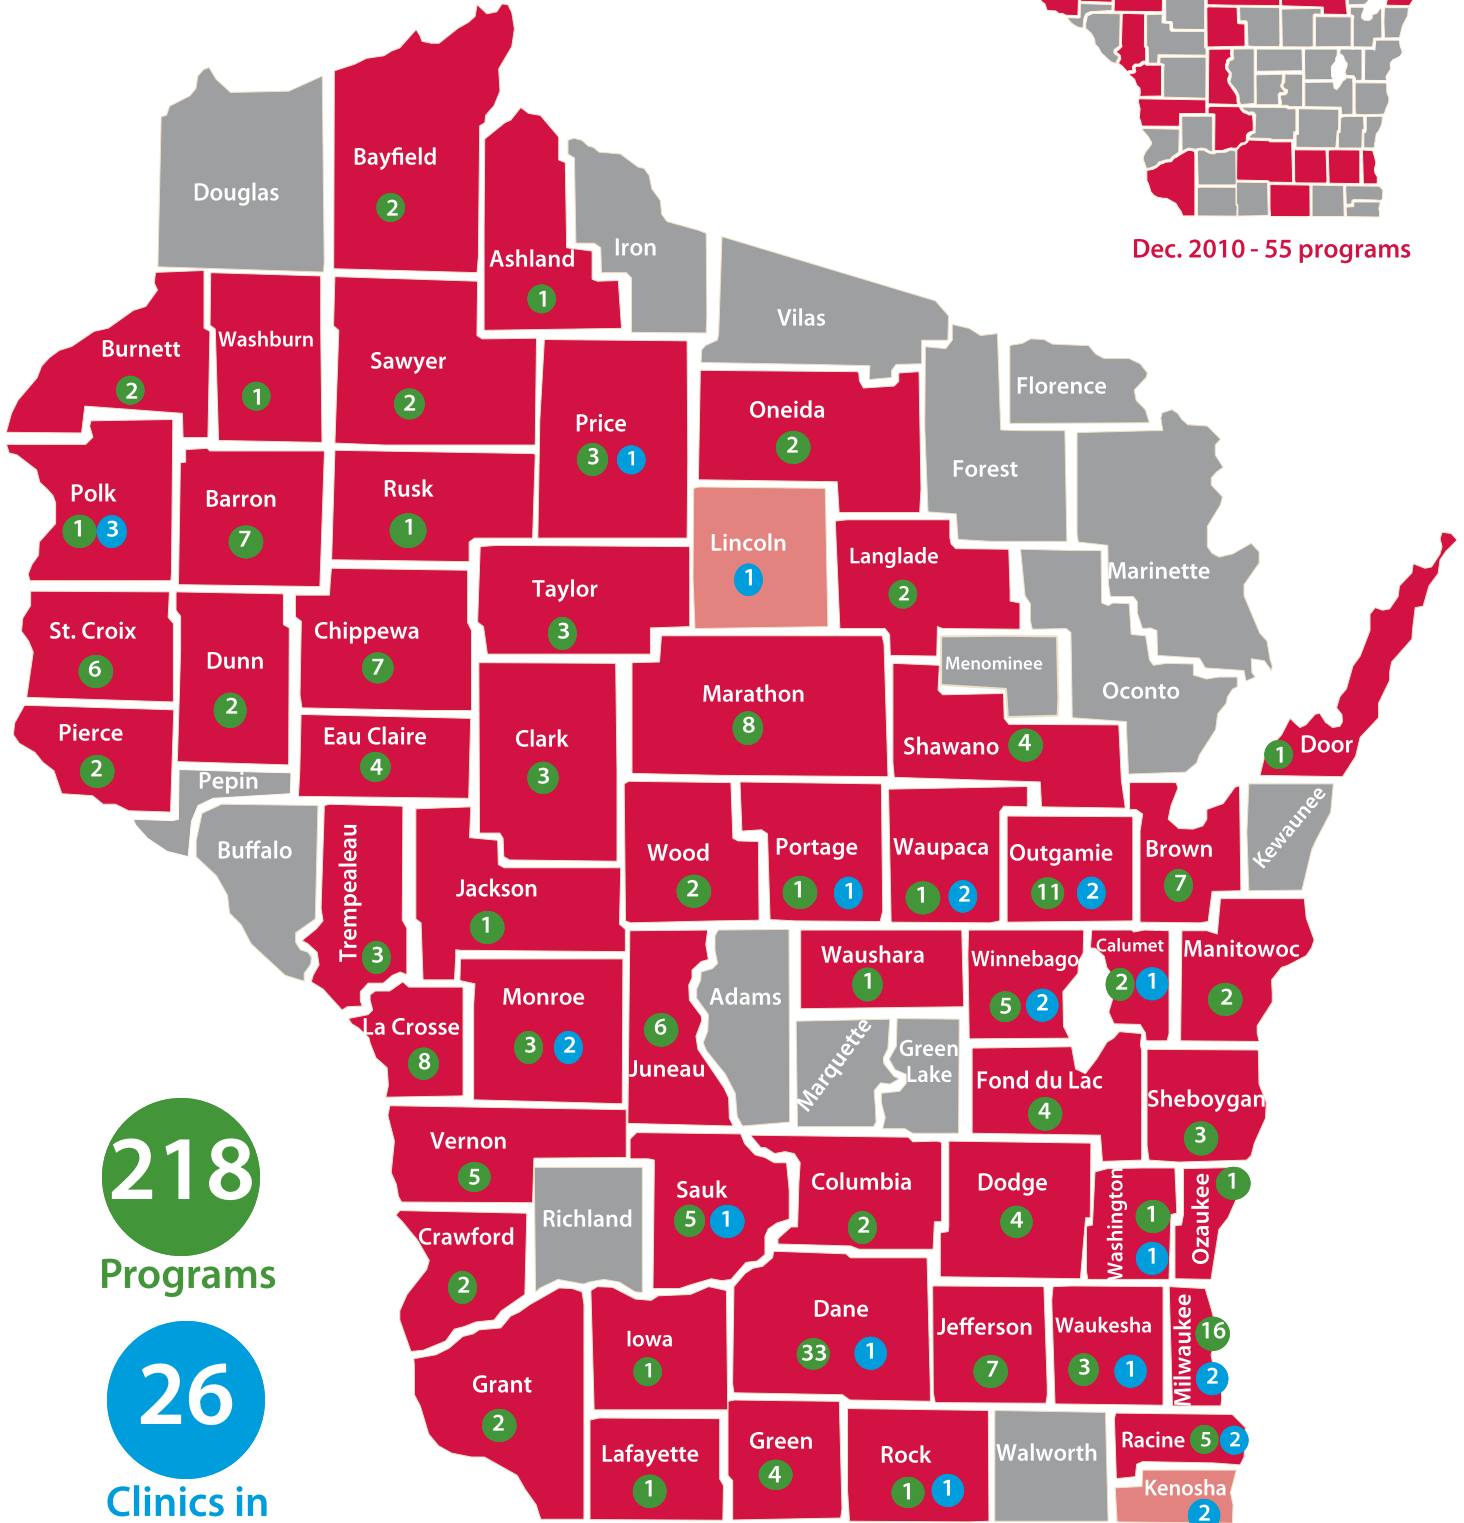 Dec. 2010 - 55 programs
Douglas
Bayfield
2
Ashland
1
Iron
Vilas
Burnett
2
Washburn
1
Sawyer
2
Price
3 1
Oneida
2
Forest
Florence
Marinette
Polk
1 3
Barron
7
Rusk
1
Lincoln
1
Langlade
2
Taylor
3
St. Croix
6
Dunn
2
Chippewa
7
Menominee
Oconto
Marathon
8
Shawano 4
Pierce
2
Pepin
Eau Claire
4
Clark
3
1 Door
Kewaunee
Buffalo
Trempealeau
3
Jackson
1
Wood
2
Portage
1 1
Waupaca
1 2
Outgamie
11 2
Brown
7
Waushara
1
Winnebago
5 2
Calumet
2 1
Manitowoc
2
La Crosse
8
Monroe
3 2
6
Juneau
Adams
Marquette
Green
Lake
Fond du Lac
4
Sheboygan
3
Vernon
5
Richland
Sauk
5 1
Columbia
2
Dodge
4
Washington
1
1
Ozaukee
1
Crawford
2
218
Programs
26
Clinics in
Grant
2
Iowa
1
Dane
33 1
Jefferson
7
Waukesha
3 1
Milwaukee
16
2
Lafayette
1
Green
4
Rock
1 1
Walworth
Racine 5 2
Kenosha
2